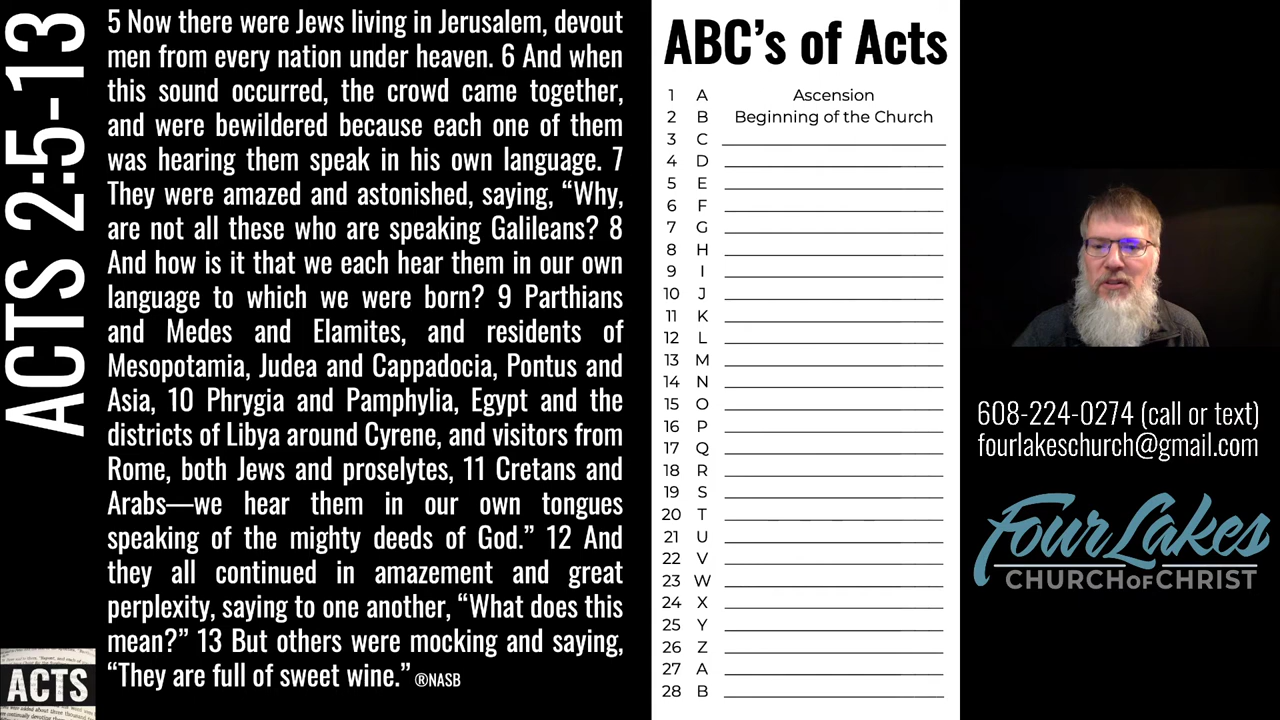 ACTS 2:5-13
5 Now there were Jews living in Jerusalem, devout
men from every nation under heaven. 6 And when
this sound occurred, the crowd came together,
and were bewildered because each one of them
was hearing them speak in his own language. 7
They were amazed and astonished, saying, “Why,
are not all these who are speaking Galileans? 8
And how is it that we each hear them in our own
language to which we were born? 9 Parthians
and Medes and Elamites, and residents of
Mesopotamia, Judea and Cappadocia, Pontus and
Asia, 10 Phrygia and Pamphylia, Egypt and the
districts of Libya around Cyrene, and visitors from
Rome, both Jews and proselytes, 11 Cretans and
Arabs—we hear them in our own tongues
speaking of the mighty deeds of God.” 12 And
they all continued in amazement and great
perplexity, saying to one another, “What does this
mean?” 13 But others were mocking and saying,
“They are full of sweet wine.” ®NASB
ACTS
ABC’s of Acts
1 A Ascension
2 B Beginning of the Church
3 C
4 D
5 E
6 F
7 G
8 H
9 I
10 J
11 K
12 L
13 M
14 N
15 O
16 P
17 Q
18 R
19 S
20 T
21 U
22 V
23 W
24 X
25 Y
26 Z
27 A
28 B
608-224-0274 (call or text)
fourlakeschurch@gmail.com
Four Lakes
CHURCH OF CHRIST